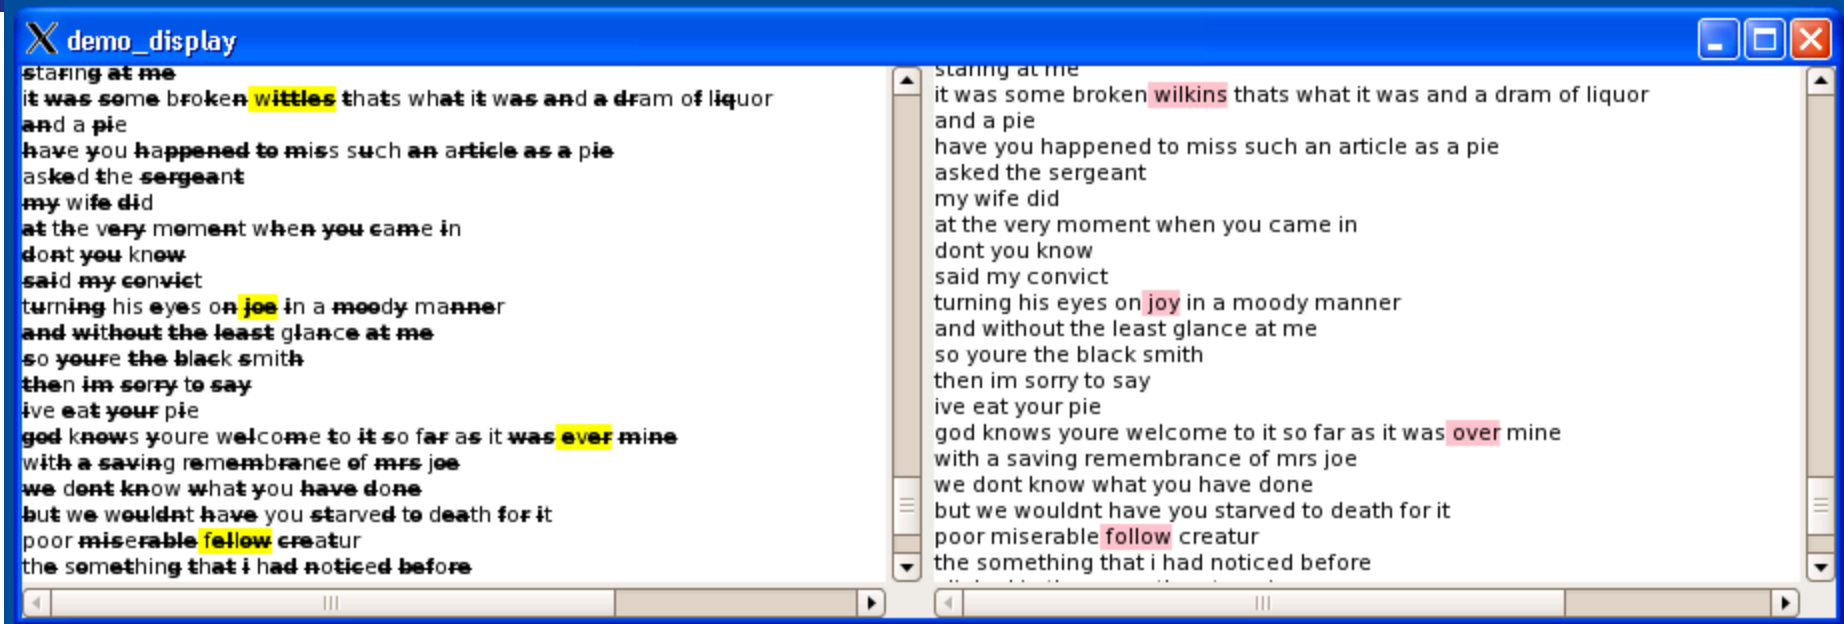 demo_display
staring at me
it was some broken wittles thats what it was and a dram of liquor
and a pie
have you happened to miss such an article as a pie
asked the sergeant
my wife did
at the very moment when you came in
dont you know
said my convict
turning his eyes on joe in a moody manner
and without the least glance at me
so youre the black smith
then im sorry to say
ive eat your pie
god knows youre welcome to it so far as it was ever mine
with a saving remembrance of mrs joe
we dont know what you have done
but we wouldnt have you starved to death for it
poor miserable fellow creatur
the something that i had noticed before
staring at me
it was some broken wilkins thats what it was and a dram of liquor
and a pie
have you happened to miss such an article as a pie
asked the sergeant
my wife did
at the very moment when you came in
dont you know
said my convict
turning his eyes on joy in a moody manner
and without the least glance at me
so youre the black smith
then im sorry to say
ive eat your pie
god knows youre welcome to it so far as it was over mine
with a saving remembrance of mrs joe
we dont know what you have done
but we wouldnt have you starved to death for it
poor miserable follow creatur
the something that i had noticed before